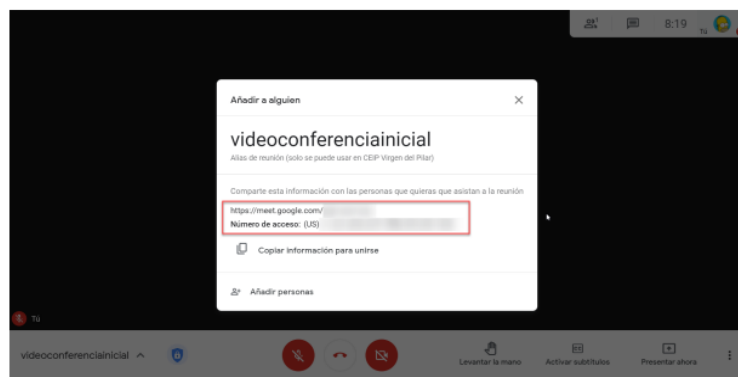 8:19
Tú
Añadir a alguien
videoconferenciainicial
Alias de reunión (solo se puede usar en CEIP Virgen del Pilar)
Comparte esta información con las personas que quieras que asistan a la reunión
https://meet.google.com/
Número de acceso: (US)
Copiar información para unirse
Añadir personas
Tú
videoconferenciainicial
Levantar la mano
Activar subtítulos
Presentar ahora